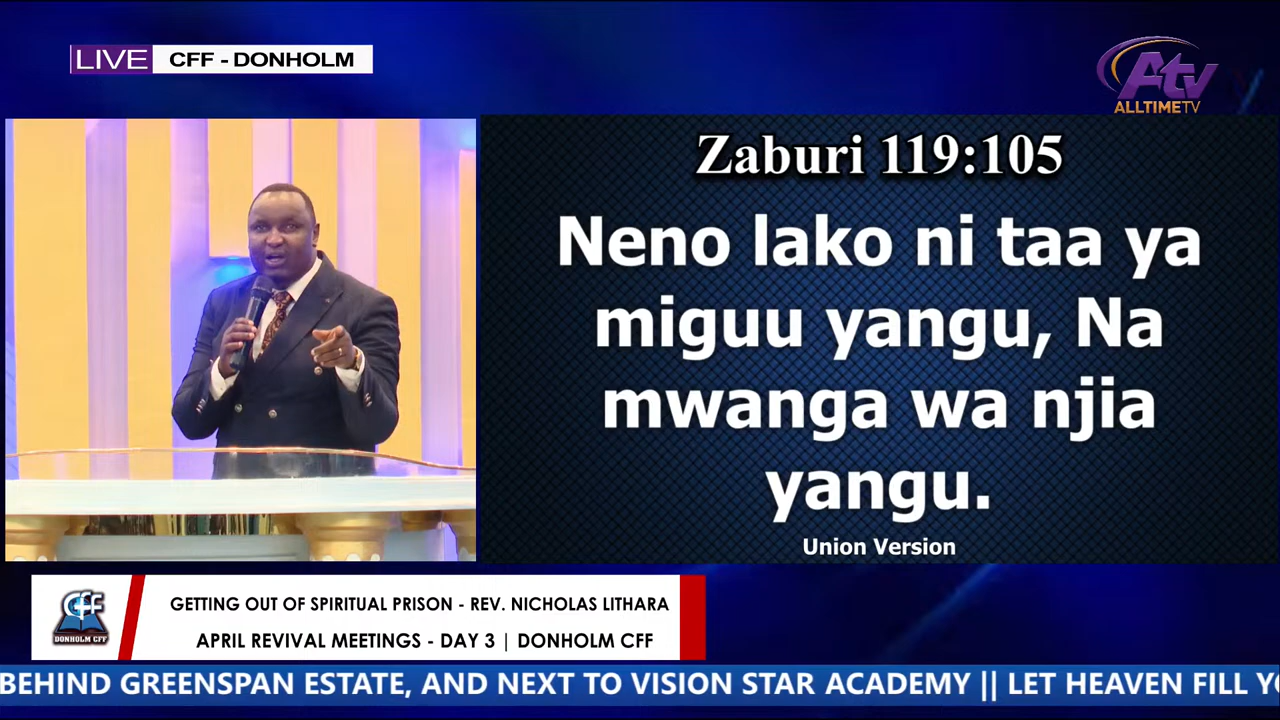 LIVE CFF - DONHOLM
Atv
ALLTIMETV
Zaburi 119:105
Neno lako ni taa ya
miguu yangu, Na
mwanga wa njia
yangu.
Union Version
CFF
DONHOLM CFF
GETTING OUT OF SPIRITUAL PRISON - REV. NICHOLAS LITHARA
APRIL REVIVAL MEETINGS - DAY 3 | DONHOLM CFF
BEHIND GREENSPAN ESTATE, AND NEXT TO VISION STAR ACADEMY || LET HEAVEN FILL